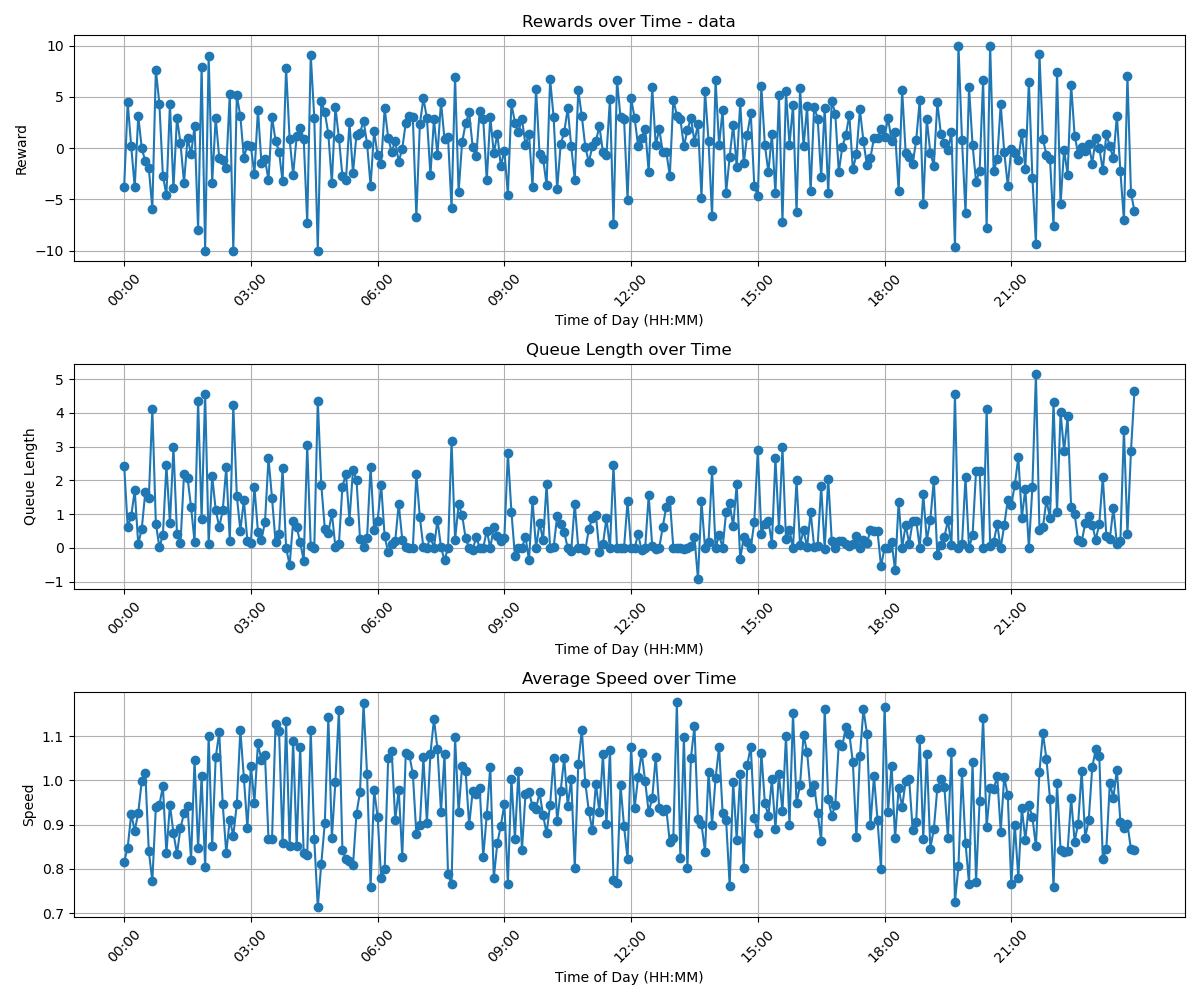 Rewards over Time - data
Reward
10
5
0
−5
−10
00:00 03:00 06:00 09:00 12:00 15:00 18:00 21:00
Time of Day (HH:MM)
Queue Length over Time
Queue Length
5
4
3
2
1
0
−1
00:00 03:00 06:00 09:00 12:00 15:00 18:00 21:00
Time of Day (HH:MM)
Average Speed over Time
Speed
1.1
1.0
0.9
0.8
0.7
00:00 03:00 06:00 09:00 12:00 15:00 18:00 21:00
Time of Day (HH:MM)